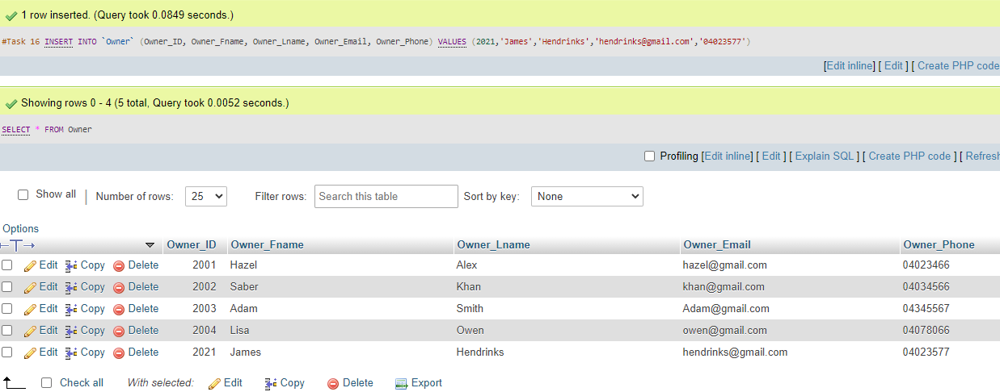 1 row inserted. (Query took 0.0849 seconds.)
#Task 16 INSERT INTO `Owner` (Owner_ID, Owner_Fname, Owner_Lname, Owner_Email, Owner_Phone) VALUES (2021,'James','Hendrinks','hendrinks@gmail.com','04023577')
[Edit inline] [ Edit ] [ Create PHP code
Showing rows 0 - 4 (5 total, Query took 0.0052 seconds.)
SELECT * FROM Owner
Profiling [Edit inline] [ Edit ] [ Explain SQL ] [ Create PHP code ] [ Refresh
Show all | Number of rows: 25 Filter rows: Search this table Sort by key: None
Options
←T→ Owner_ID Owner_Fname Owner_Lname Owner_Email Owner_Phone
Edit Copy Delete 2001 Hazel Alex hazel@gmail.com 04023466
Edit Copy Delete 2002 Saber Khan khan@gmail.com 04034566
Edit Copy Delete 2003 Adam Smith Adam@gmail.com 04345567
Edit Copy Delete 2004 Lisa Owen owen@gmail.com 04078066
Edit Copy Delete 2021 James Hendrinks hendrinks@gmail.com 04023577
Check all With selected: Edit Copy Delete Export